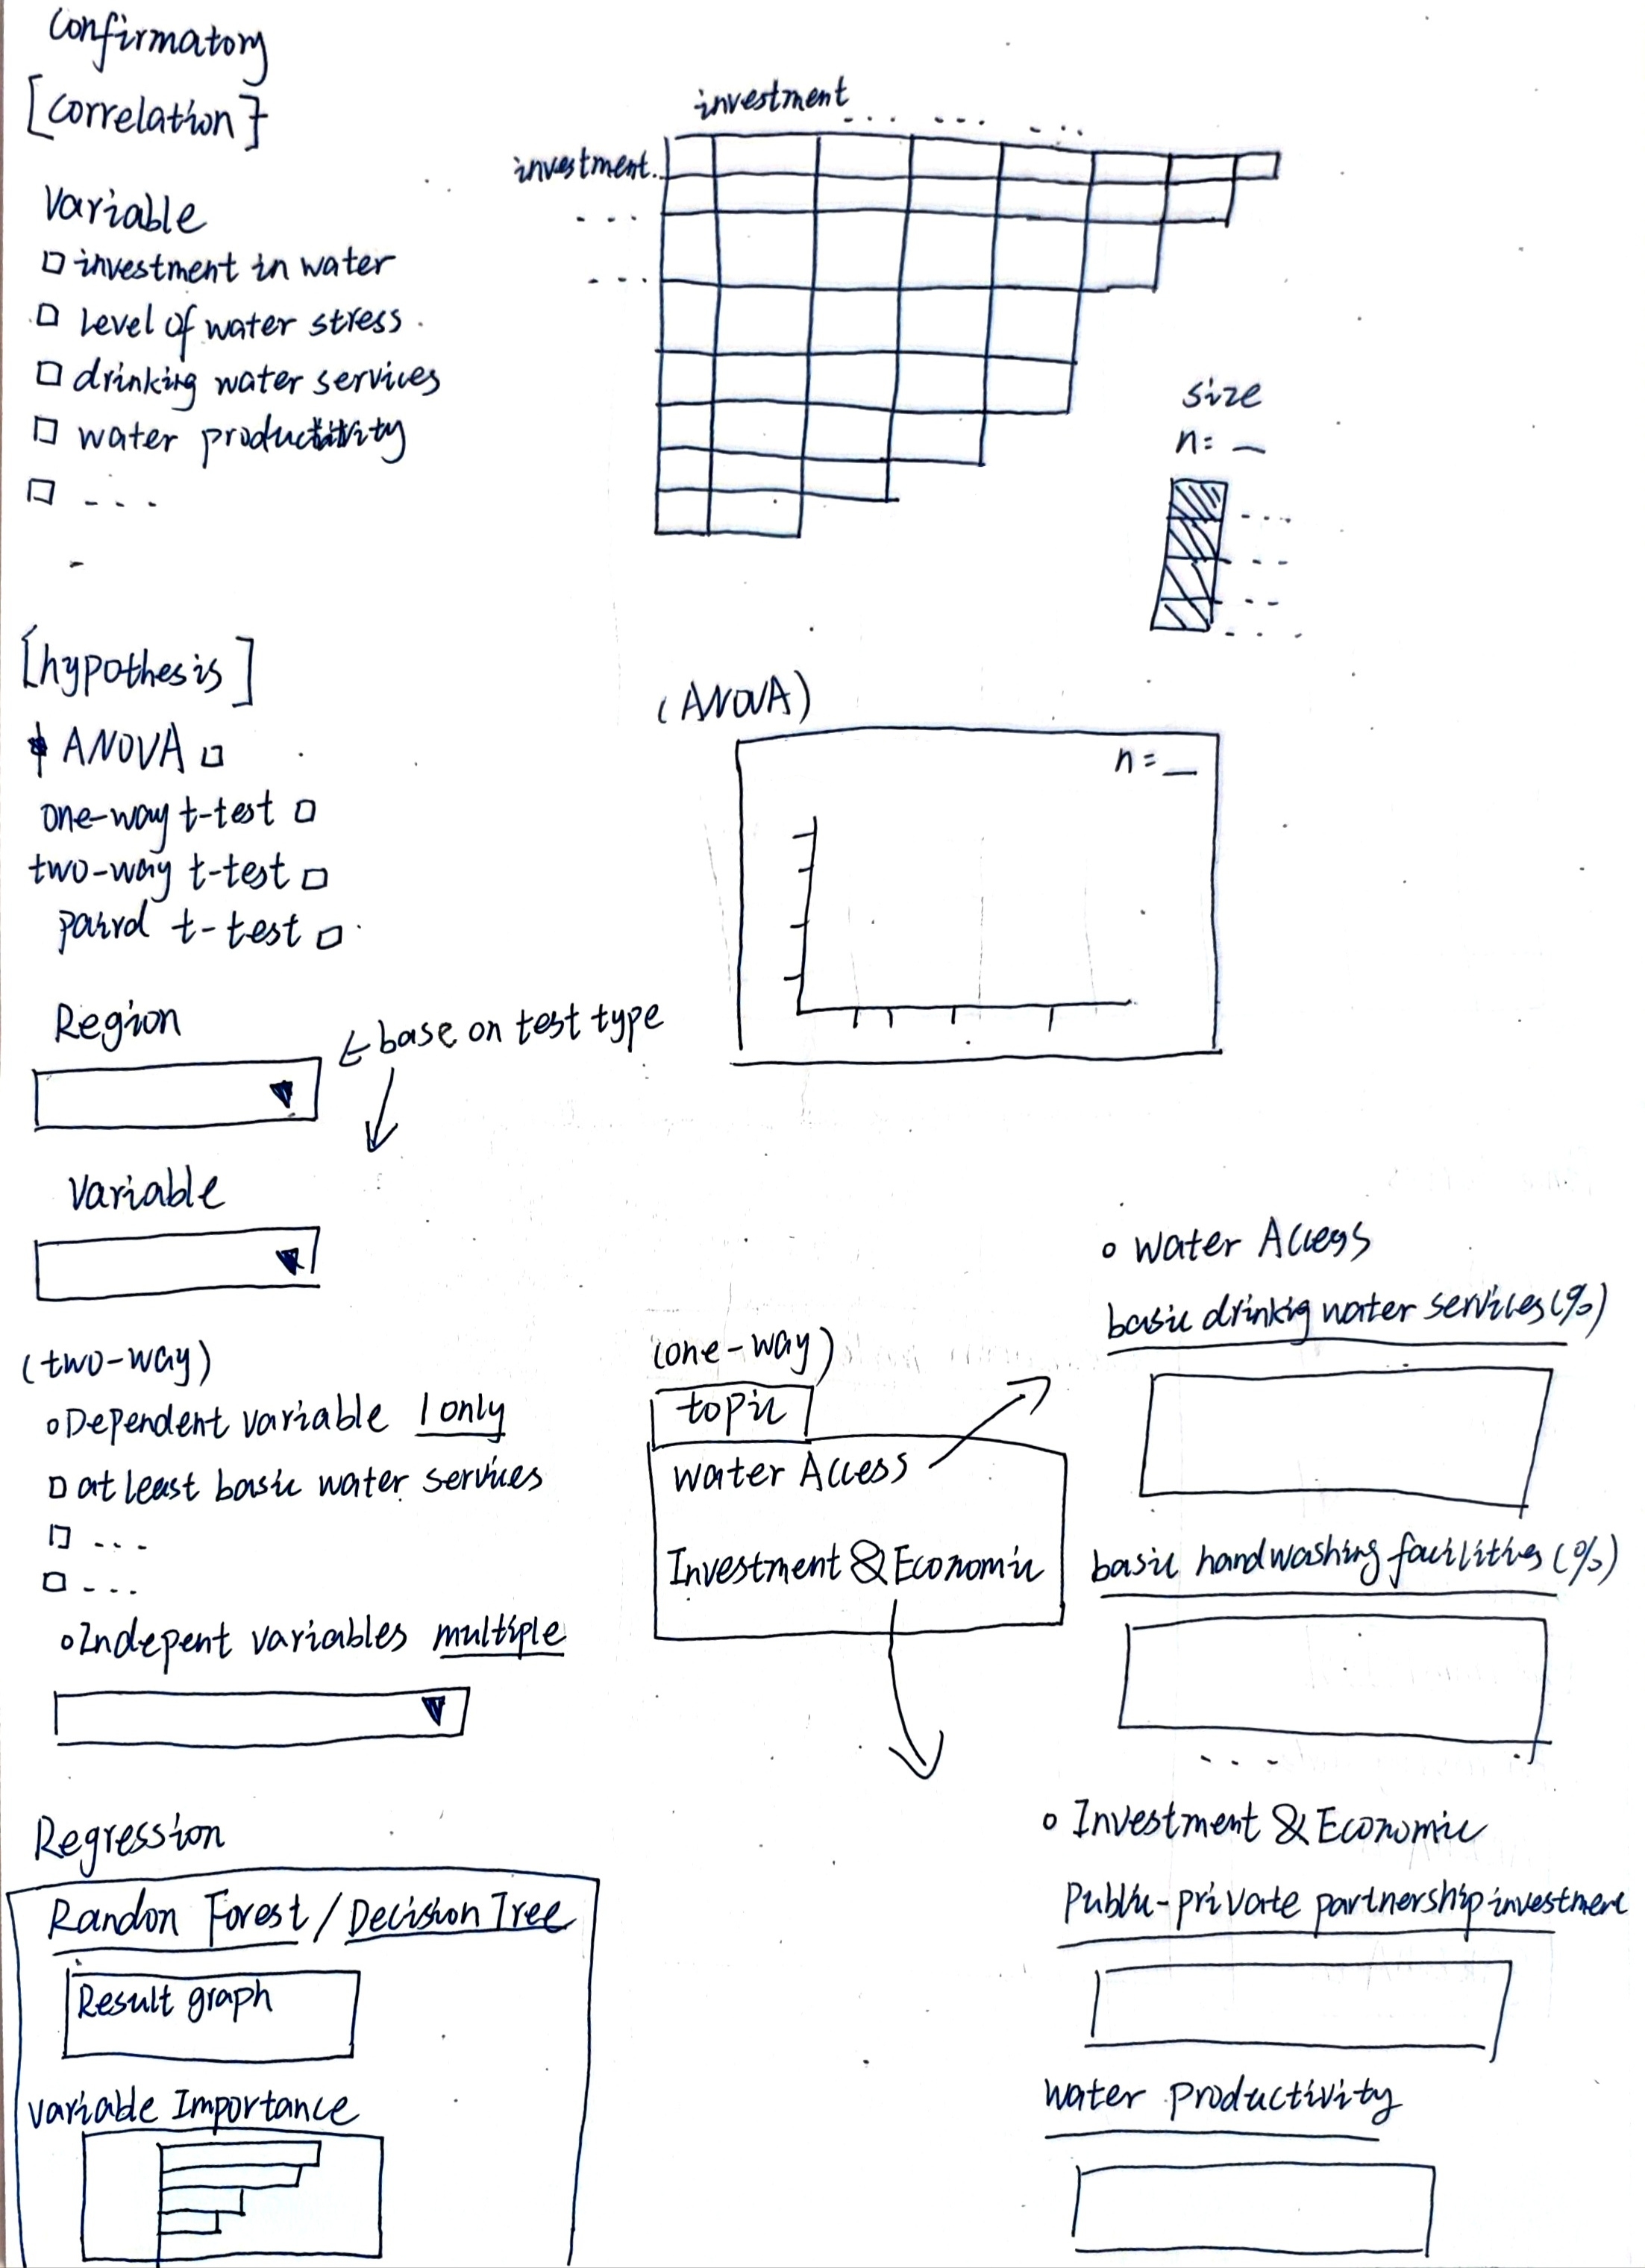 Confirmatory
[Correlation]
Variable
investment in water
Level of water stress.
drinking water services
water productivity
...
investment
... ... ...
investment.
...
...
size
n= _
...
...
...
...
[hypothesis]
ANOVA
one-way t-test
two-way t-test
paird t-test
Region
base on test type
Variable
(ANOVA)
n = _
(two-way)
Dependent variable 1 only
at least basic water services
...
...
Indepent variables multiple
(one-way)
topic
Water Access
Investment & Economic
Water Access
basic drinkig water services (%)
basic handwashing facilities (%)
...
Investment & Economic
Public-private partnership investment
Water productivity
Regression
Randon Forest / Decision Tree
Result graph
Variable Importance